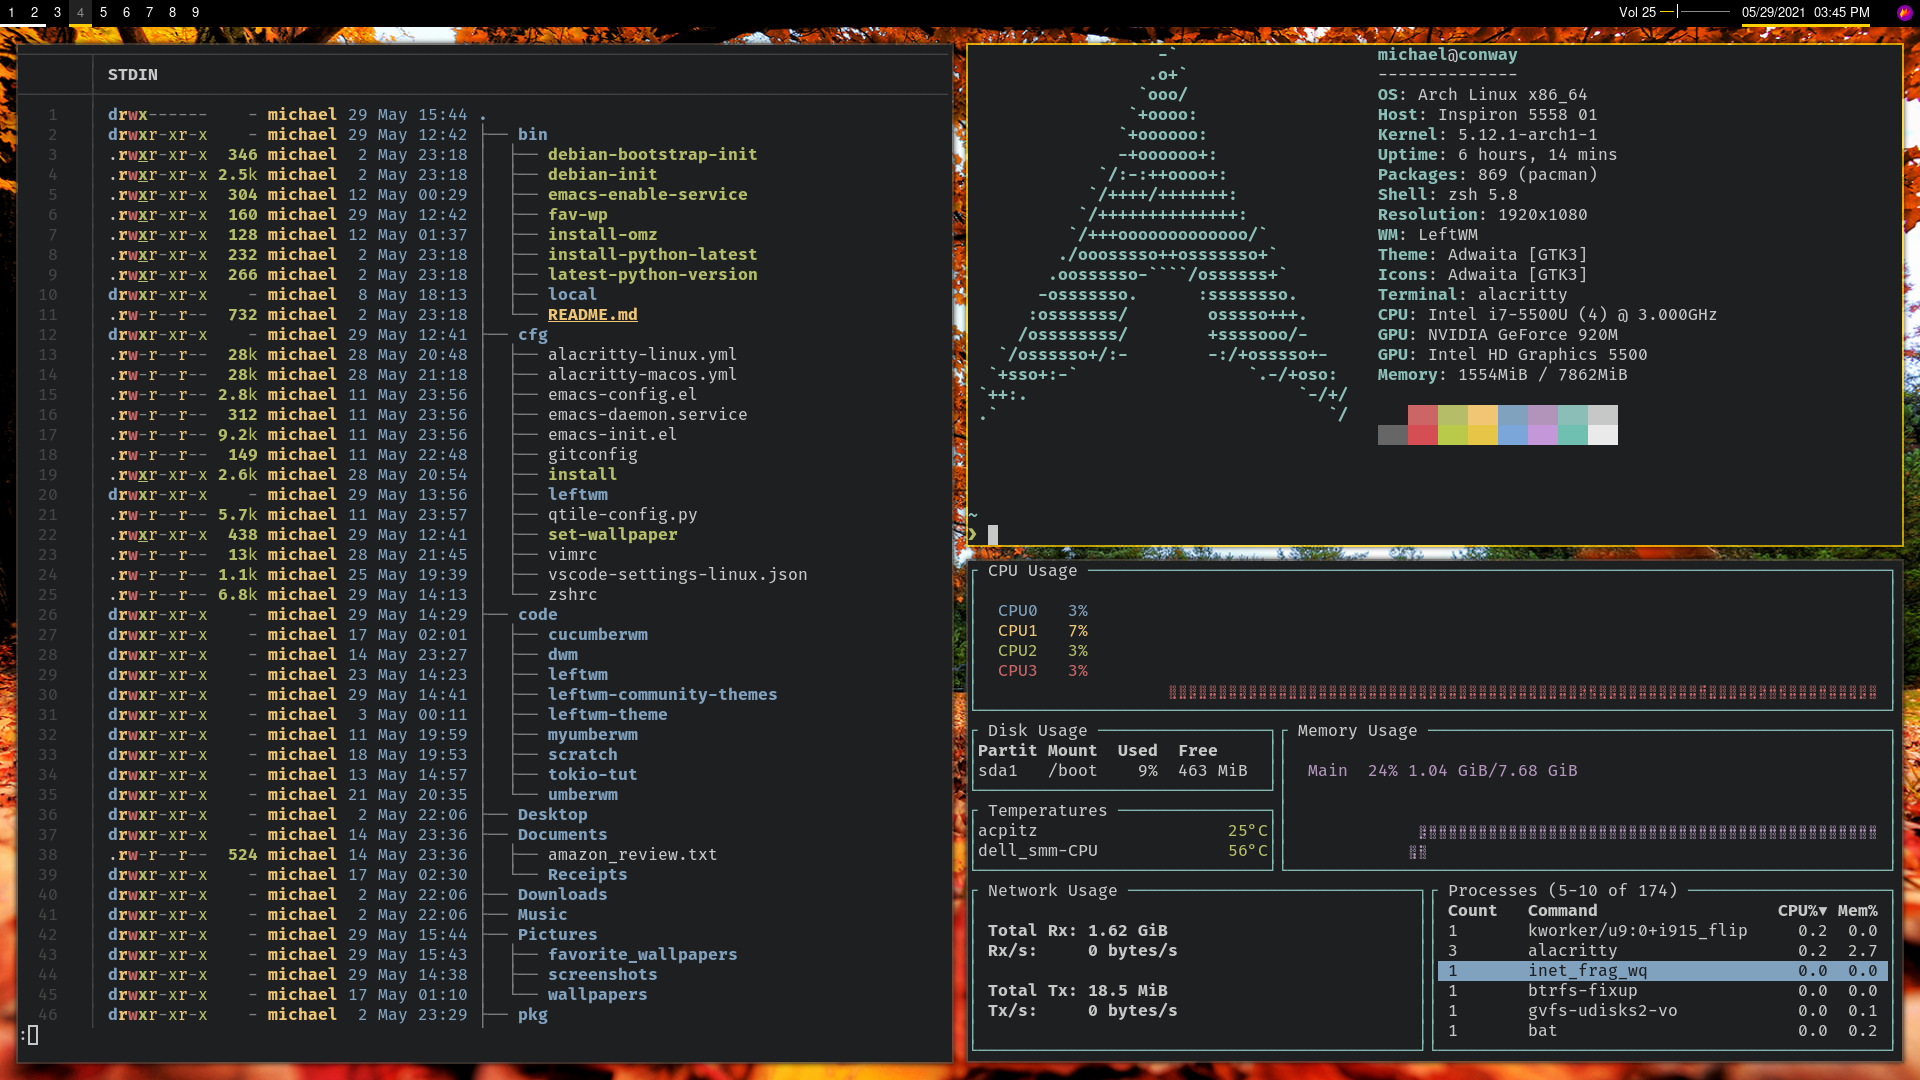 1 2 3 4 5 6 7 8 9 Vol 25 05/29/2021 03:45 PM
STDIN
1 drwx------ - michael 29 May 15:44 .
2 drwxr-xr-x - michael 29 May 12:42 ├── bin
3 .rwxr-xr-x 346 michael 2 May 23:18 │ ├── debian-bootstrap-init
4 .rwxr-xr-x 2.5k michael 2 May 23:18 │ ├── debian-init
5 .rwxr-xr-x 304 michael 12 May 00:29 │ ├── emacs-enable-service
6 .rwxr-xr-x 160 michael 29 May 12:42 │ ├── fav-wp
7 .rwxr-xr-x 128 michael 12 May 01:37 │ ├── install-omz
8 .rwxr-xr-x 232 michael 2 May 23:18 │ ├── install-python-latest
9 .rwxr-xr-x 266 michael 2 May 23:18 │ ├── latest-python-version
10 drwxr-xr-x - michael 8 May 18:13 │ ├── local
11 .rw-r--r-- 732 michael 2 May 23:18 │ └── README.md
12 drwxr-xr-x - michael 29 May 12:41 ├── cfg
13 .rw-r--r-- 28k michael 28 May 20:48 │ ├── alacritty-linux.yml
14 .rw-r--r-- 28k michael 28 May 21:18 │ ├── alacritty-macos.yml
15 .rw-r--r-- 2.8k michael 11 May 23:56 │ ├── emacs-config.el
16 .rw-r--r-- 312 michael 11 May 23:56 │ ├── emacs-daemon.service
17 .rw-r--r-- 9.2k michael 11 May 23:56 │ ├── emacs-init.el
18 .rw-r--r-- 149 michael 11 May 22:48 │ ├── gitconfig
19 .rwxr-xr-x 2.6k michael 28 May 20:54 │ ├── install
20 drwxr-xr-x - michael 29 May 13:56 │ ├── leftwm
21 .rw-r--r-- 5.7k michael 11 May 23:57 │ ├── qtile-config.py
22 .rwxr-xr-x 438 michael 29 May 12:41 │ ├── set-wallpaper
23 .rw-r--r-- 13k michael 28 May 21:45 │ ├── vimrc
24 .rw-r--r-- 1.1k michael 25 May 19:39 │ ├── vscode-settings-linux.json
25 .rw-r--r-- 6.8k michael 29 May 14:13 │ └── zshrc
26 drwxr-xr-x - michael 29 May 14:29 ├── code
27 drwxr-xr-x - michael 17 May 02:01 │ ├── cucumberwm
28 drwxr-xr-x - michael 14 May 23:27 │ ├── dwm
29 drwxr-xr-x - michael 23 May 14:23 │ ├── leftwm
30 drwxr-xr-x - michael 29 May 14:41 │ ├── leftwm-community-themes
31 drwxr-xr-x - michael 3 May 00:11 │ ├── leftwm-theme
32 drwxr-xr-x - michael 11 May 19:59 │ ├── myumberwm
33 drwxr-xr-x - michael 18 May 19:53 │ ├── scratch
34 drwxr-xr-x - michael 13 May 14:57 │ ├── tokio-tut
35 drwxr-xr-x - michael 21 May 20:35 │ └── umberwm
36 drwxr-xr-x - michael 2 May 22:06 ├── Desktop
37 drwxr-xr-x - michael 14 May 23:36 ├── Documents
38 .rw-r--r-- 524 michael 14 May 23:36 │ ├── amazon_review.txt
39 drwxr-xr-x - michael 17 May 02:30 │ └── Receipts
40 drwxr-xr-x - michael 2 May 22:06 ├── Downloads
41 drwxr-xr-x - michael 2 May 22:06 ├── Music
42 drwxr-xr-x - michael 29 May 15:44 ├── Pictures
43 drwxr-xr-x - michael 29 May 15:43 │ ├── favorite_wallpapers
44 drwxr-xr-x - michael 29 May 14:38 │ ├── screenshots
45 drwxr-xr-x - michael 17 May 01:10 │ └── wallpapers
46 drwxr-xr-x - michael 2 May 23:29 ├── pkg
:
-`
.o+`
`ooo/
`+oooo:
`+oooooo:
-+oooooo+:
`/:-:++oooo+:
`/++++/+++++++:
`/++++++++++++++:
`/+++ooooooooooooo/`
./ooosssso++osssssso+`
.oossssso-````/ossssss+`
-osssssso. :ssssssso.
:osssssss/ osssso+++.
/ossssssss/ +ssssooo/-
`/ossssso+/:- -:/+osssso+-
`+sso+:-` `.-/+oso:
`++:. `-/+/
.` `/
michael@conway
--------------
OS: Arch Linux x86_64
Host: Inspiron 5558 01
Kernel: 5.12.1-arch1-1
Uptime: 6 hours, 14 mins
Packages: 869 (pacman)
Shell: zsh 5.8
Resolution: 1920x1080
WM: LeftWM
Theme: Adwaita [GTK3]
Icons: Adwaita [GTK3]
Terminal: alacritty
CPU: Intel i7-5500U (4) @ 3.000GHz
GPU: NVIDIA GeForce 920M
GPU: Intel HD Graphics 5500
Memory: 1554MiB / 7862MiB
~
❯
CPU Usage
CPU0 3%
CPU1 7%
CPU2 3%
CPU3 3%
Disk Usage
Partit Mount Used Free
sda1 /boot 9% 463 MiB
Memory Usage
Main 24% 1.04 GiB/7.68 GiB
Temperatures
acpitz 25°C
dell_smm-CPU 56°C
Network Usage
Total Rx: 1.62 GiB
Rx/s: 0 bytes/s
Total Tx: 18.5 MiB
Tx/s: 0 bytes/s
Processes (5-10 of 174)
Count Command CPU%▼ Mem%
1 kworker/u9:0+i915_flip 0.2 0.0
3 alacritty 0.2 2.7
1 inet_frag_wq 0.0 0.0
1 btrfs-fixup 0.0 0.0
1 gvfs-udisks2-vo 0.0 0.1
1 bat 0.0 0.2